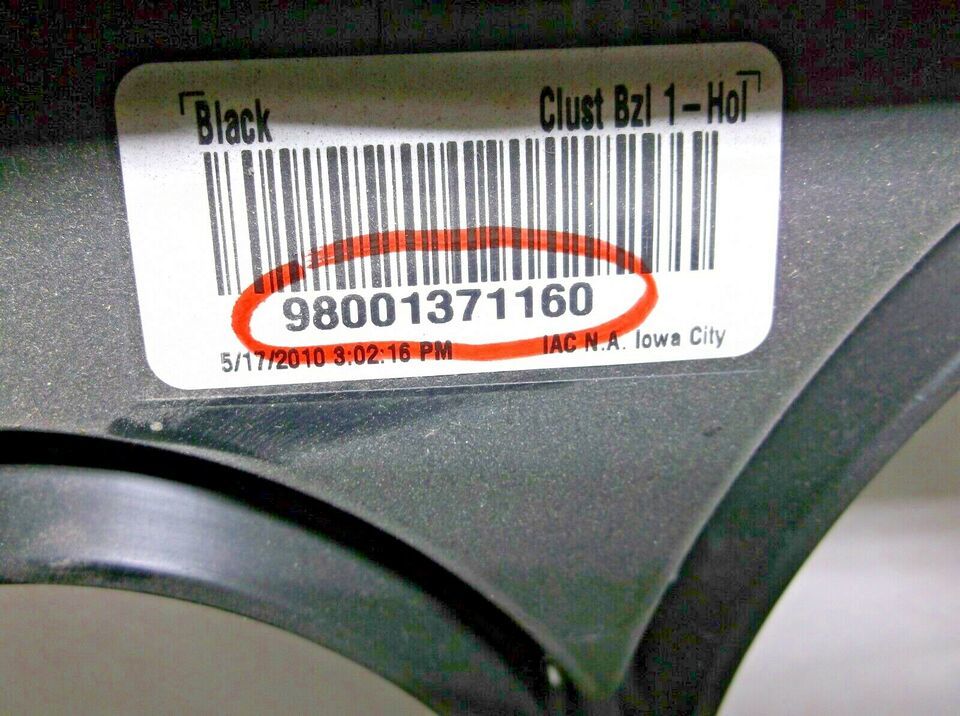 Black Clust Bzl 1-Hol
98001371160
5/17/2010 3:02:16 PM IAC N.A. Iowa City